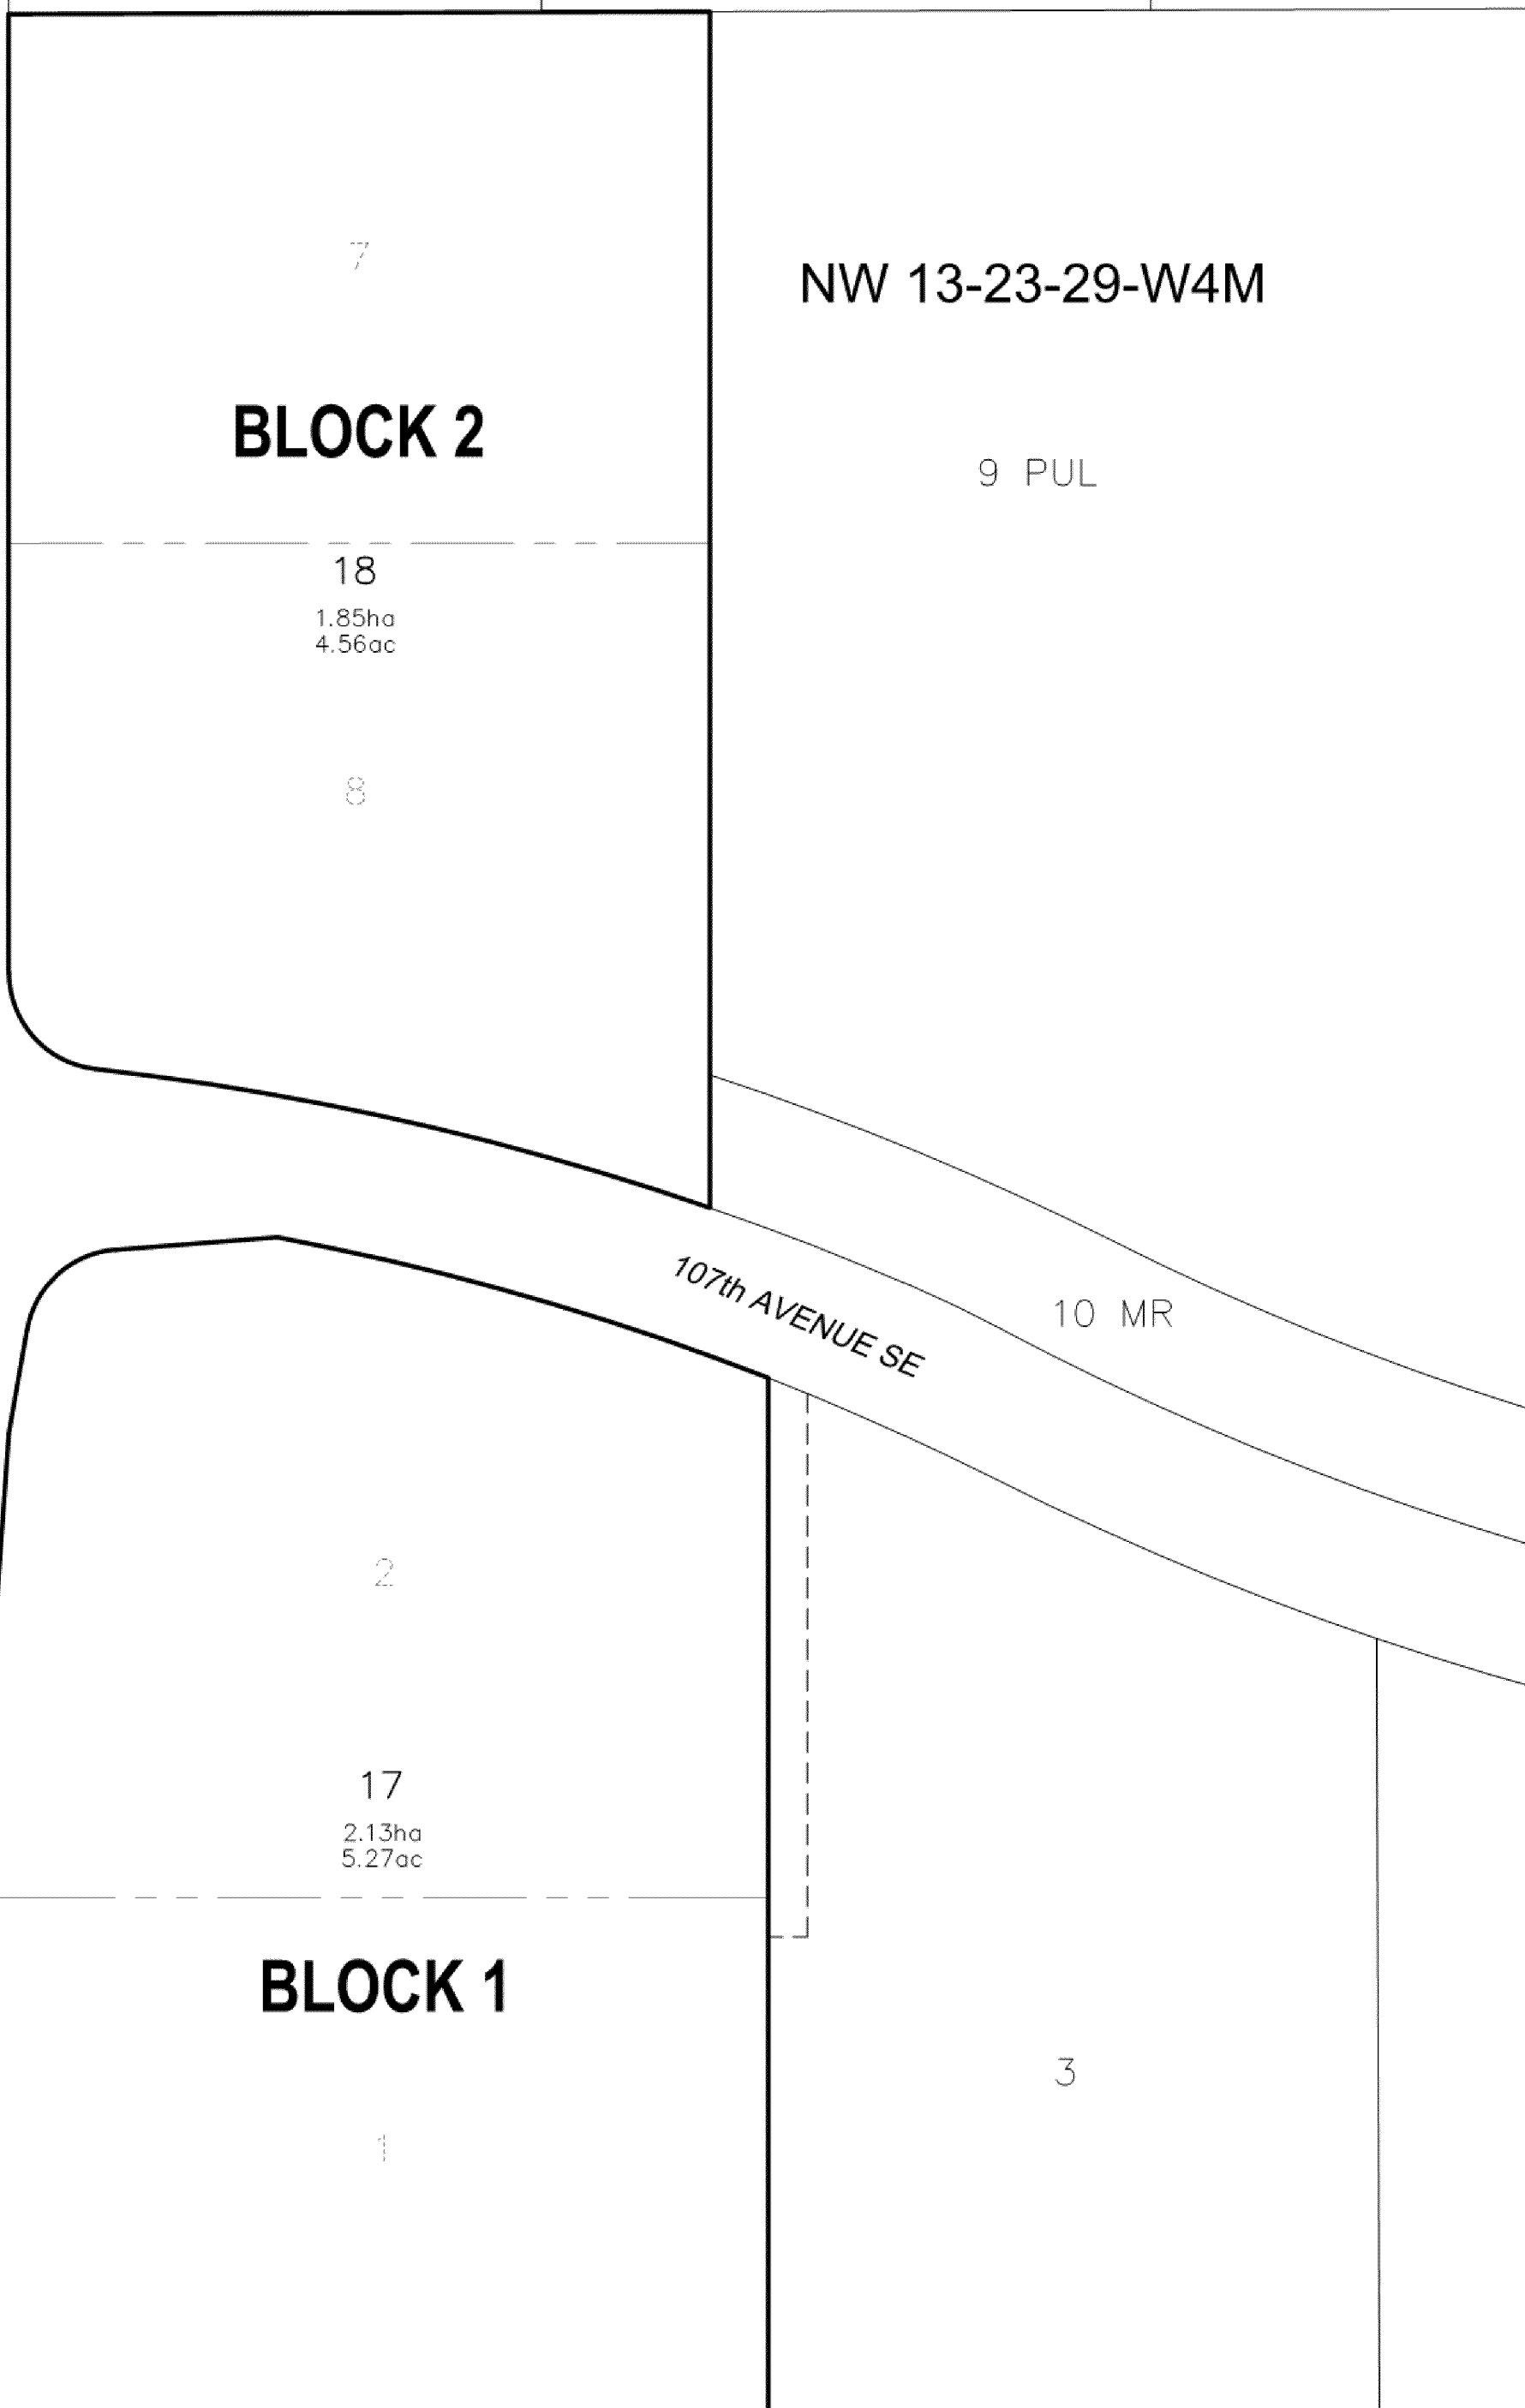 7
NW 13-23-29-W4M
BLOCK 2
9 PUL
18
1.85ha
4.56ac
8
107th AVENUE SE
10 MR
2
17
2.13ha
5.27ac
BLOCK 1
3
1